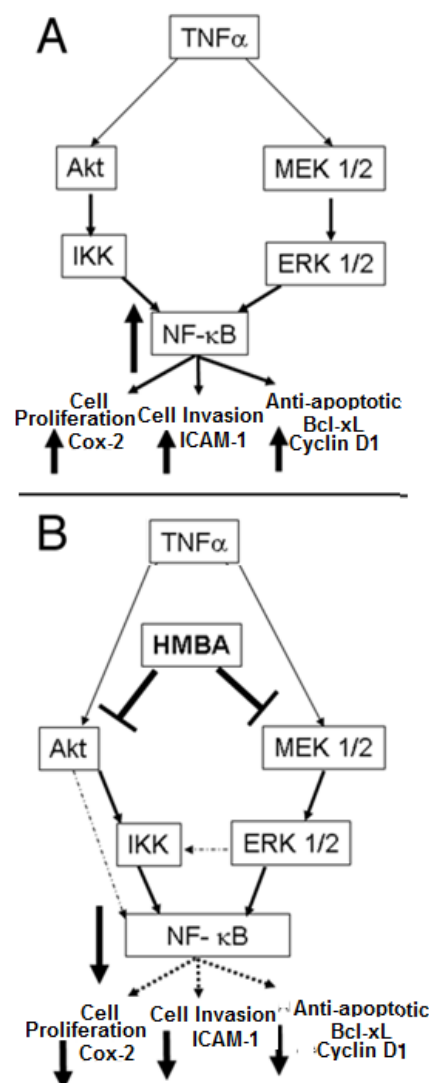 A
TNFα
Akt
MEK 1/2
IKK
ERK 1/2
NF-κB
Cell
Proliferation
Cox-2
Cell Invasion
ICAM-1
Anti-apoptotic
Bcl-xL
Cyclin D1
B
TNFα
HMBA
Akt
MEK 1/2
IKK
ERK 1/2
NF- κB
Cell
Proliferation
Cox-2
Cell Invasion
ICAM-1
Anti-apoptotic
Bcl-xL
Cyclin D1